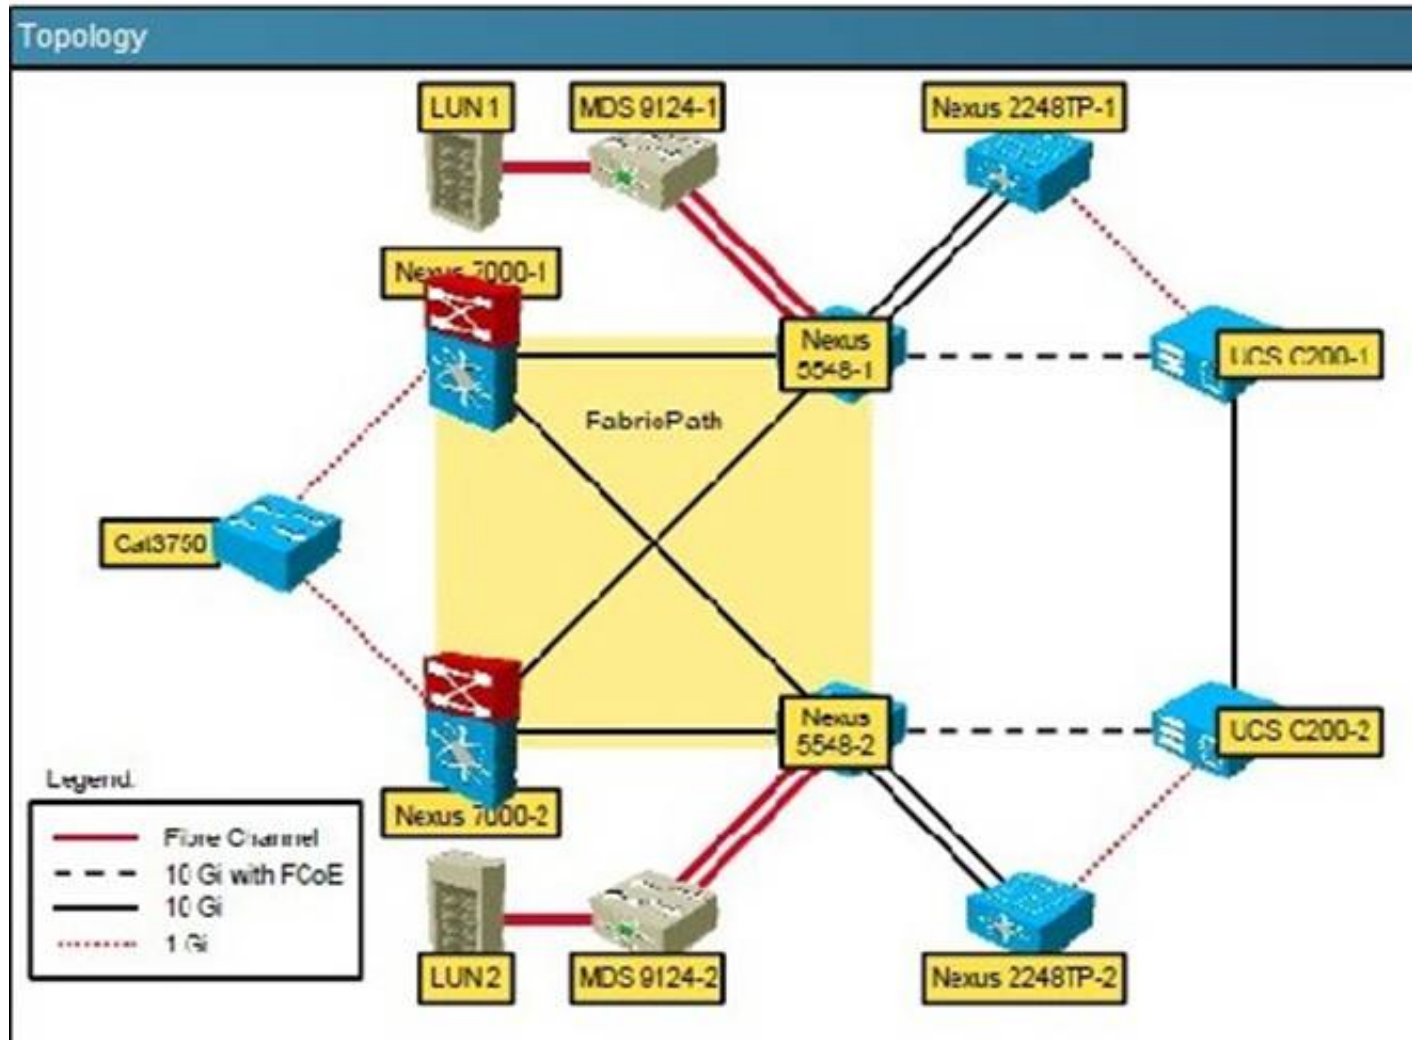 Topology
LUN 1
MDS 9124-1
Nexus 2248TP-1
Nexus 7000-1
Nexus
5548-1
UCS C200-1
FabricPath
Cat3750
Nexus
5548-2
UCS C200-2
Legend:
Nexus 7000-2
Fibre Channel
10 Gi with FCoE
10 Gi
1 Gi
LUN 2
MDS 9124-2
Nexus 2248TP-2